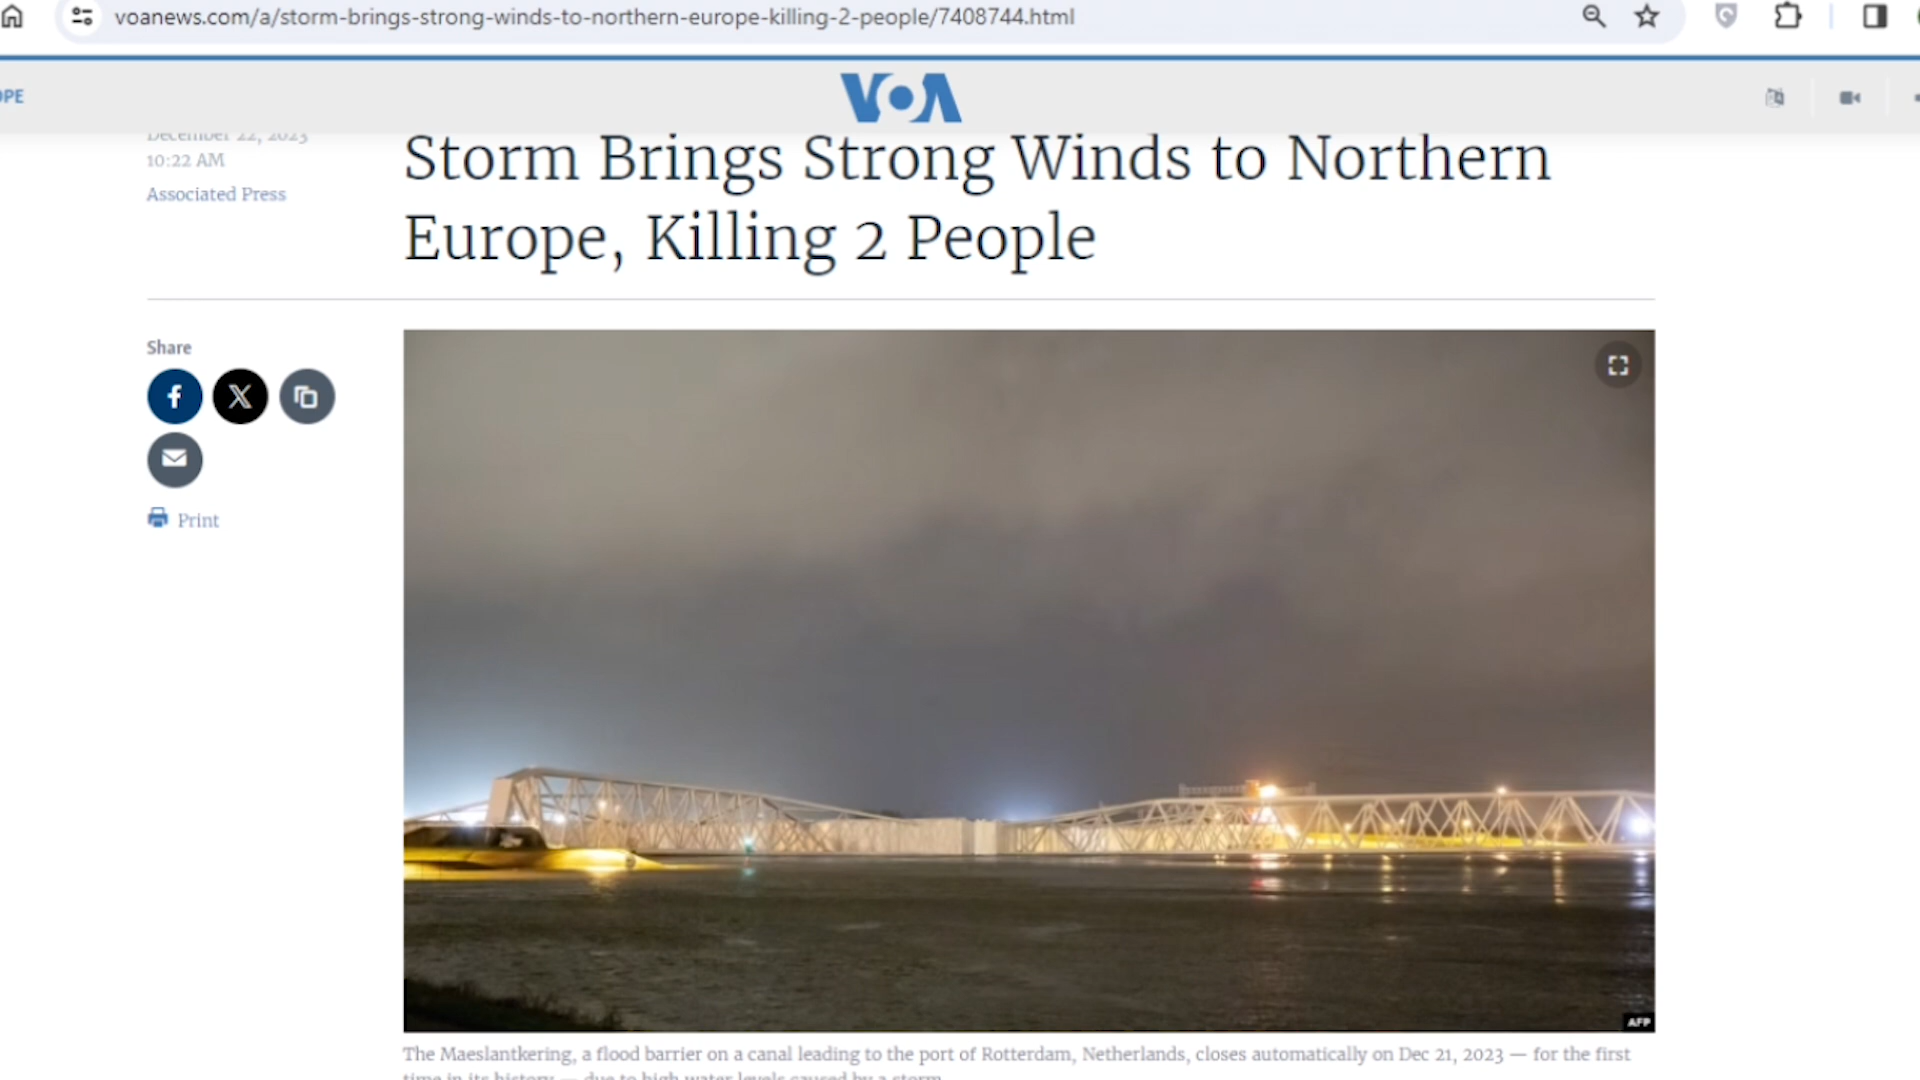 voanews.com/a/storm-brings-strong-winds-to-northern-europe-killing-2-people/7408744.html
OPE
VOA
December 22, 2023
10:22 AM
Associated Press
Storm Brings Strong Winds to Northern
Europe, Killing 2 People
Share
Print
AFP
The Maeslantkering, a flood barrier on a canal leading to the port of Rotterdam, Netherlands, closes automatically on Dec 21, 2023 — for the first
time in its history — due to high water levels caused by a storm.